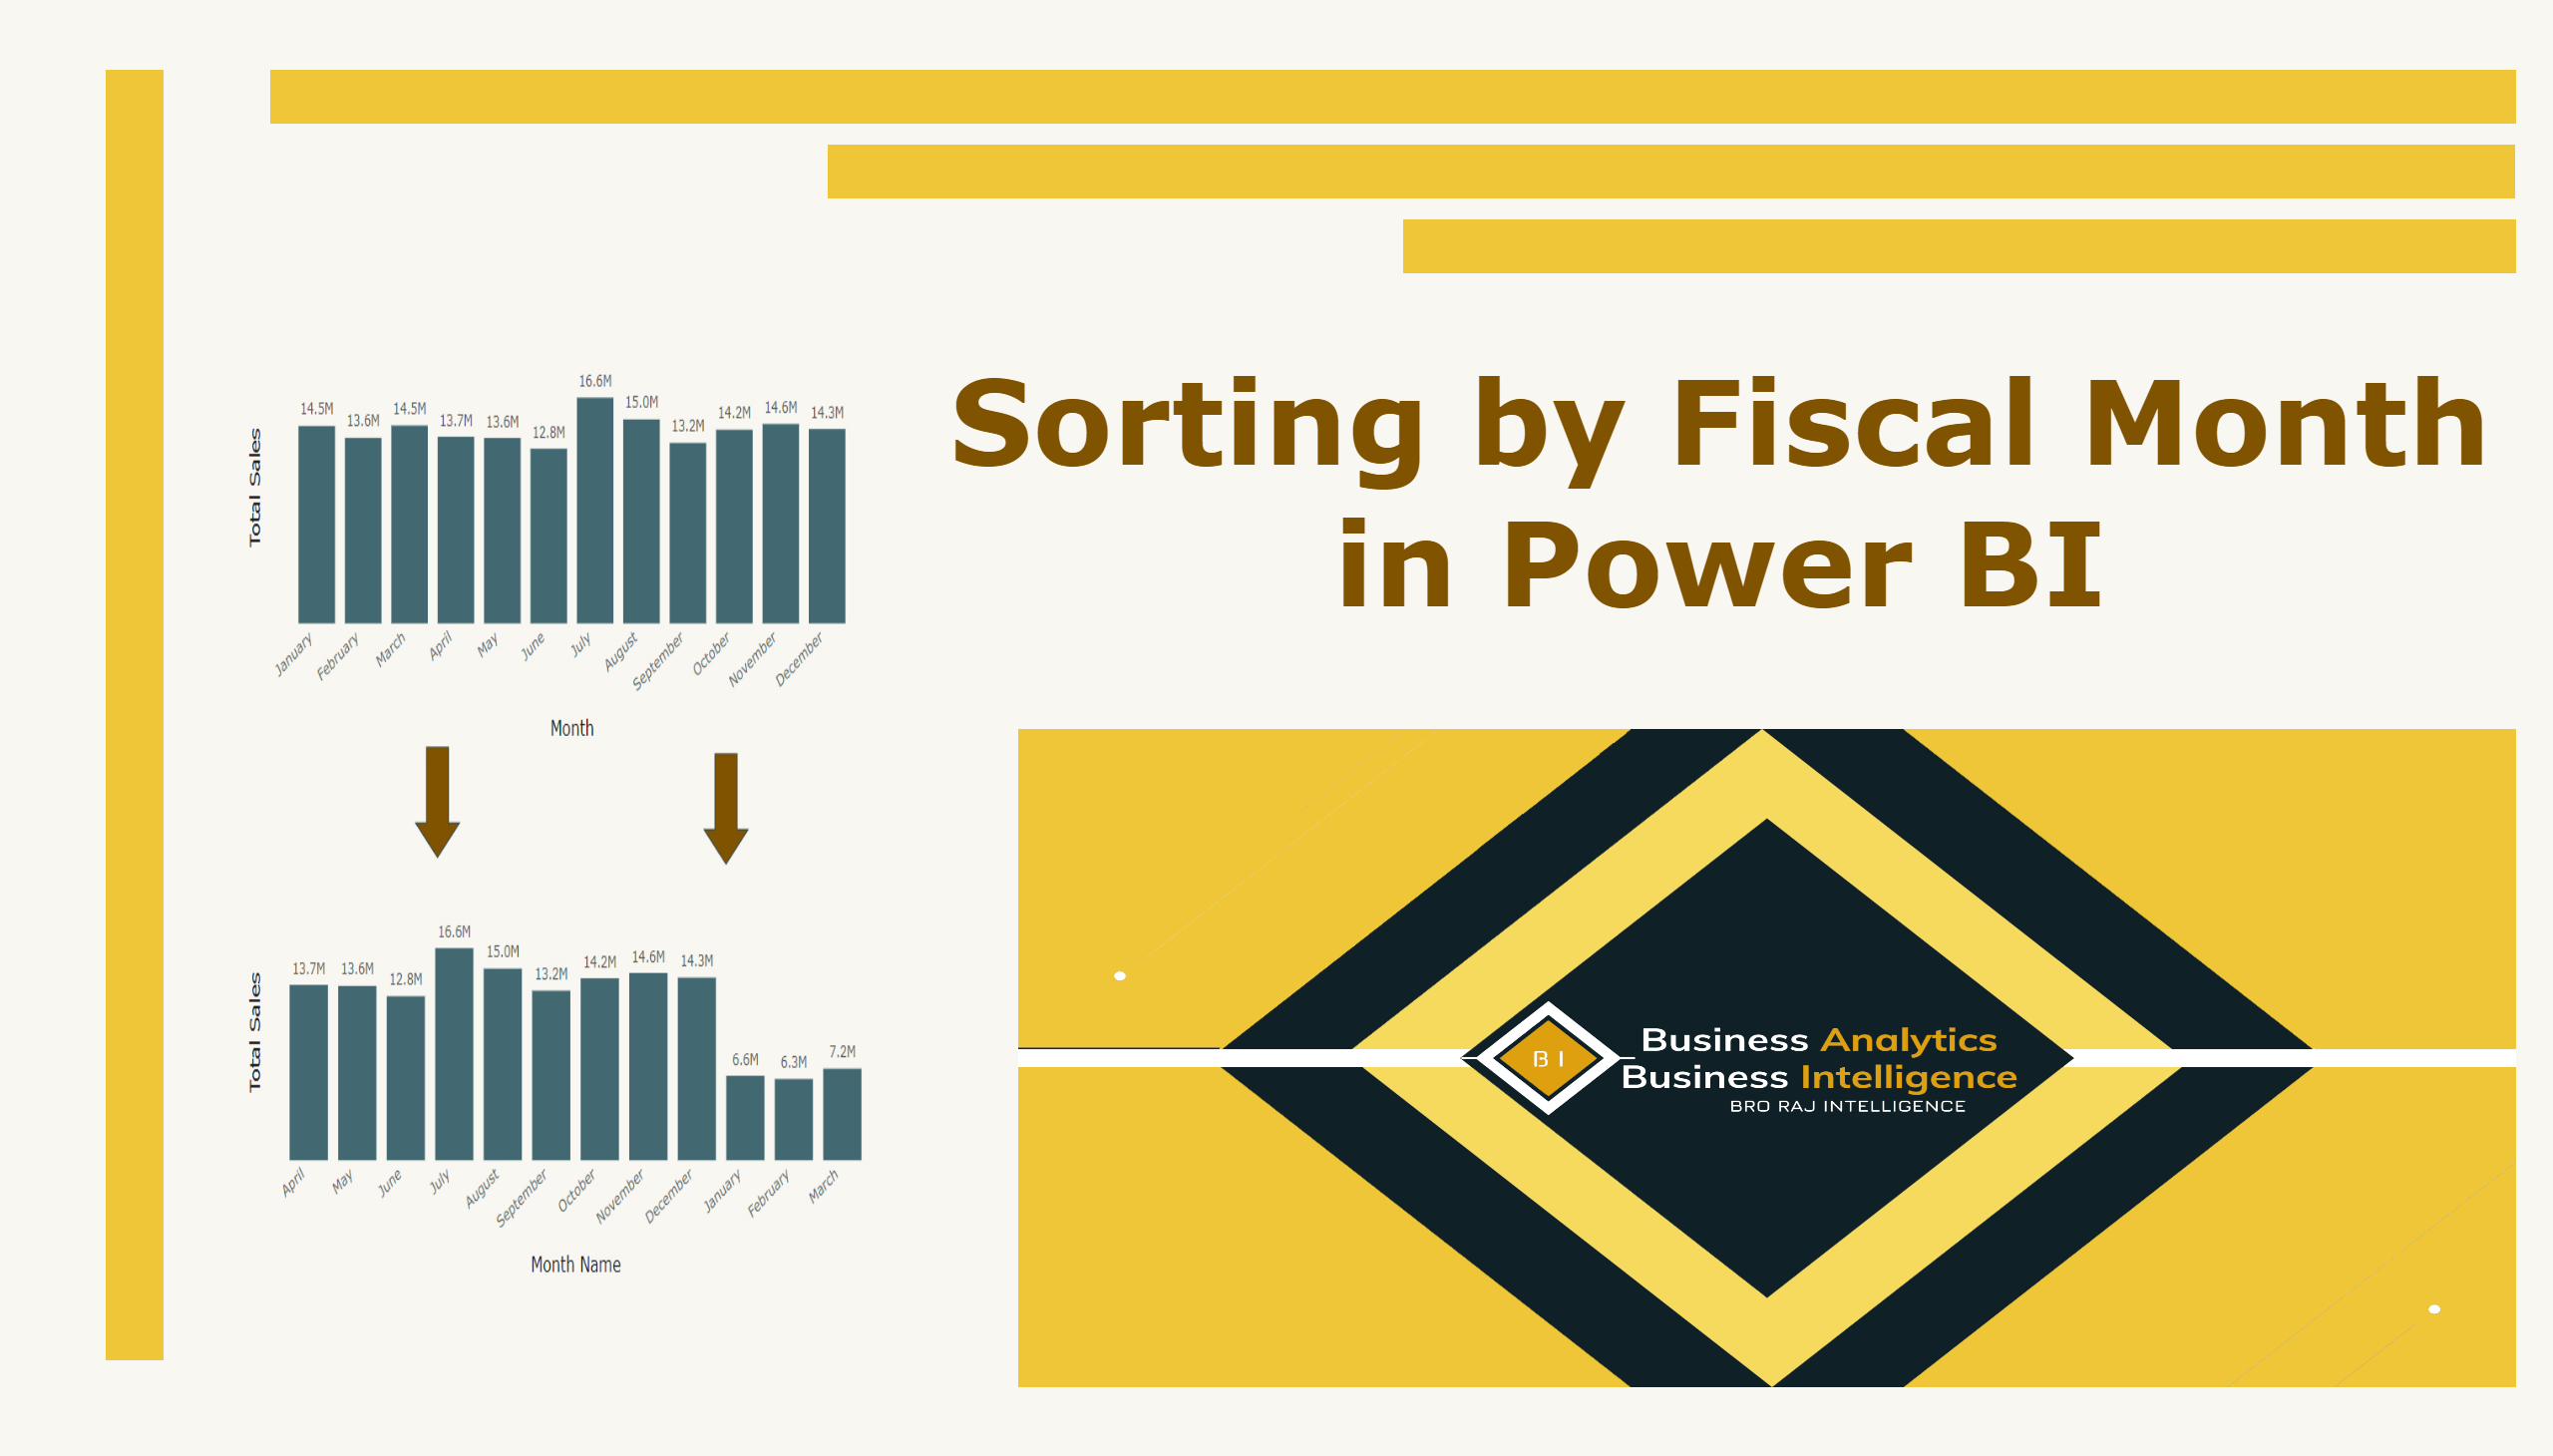 Sorting by Fiscal Month
in Power BI
Total Sales
14.5M 13.6M 14.5M 13.7M 13.6M 12.8M 16.6M 15.0M 13.2M 14.2M 14.6M 14.3M
January February March April May June July August September October November December
Month
Total Sales
13.7M 13.6M 12.8M 16.6M 15.0M 13.2M 14.2M 14.6M 14.3M 6.6M 6.3M 7.2M
April May June July August September October November December January February March
Month Name
B I
Business Analytics
Business Intelligence
BRO RAJ INTELLIGENCE